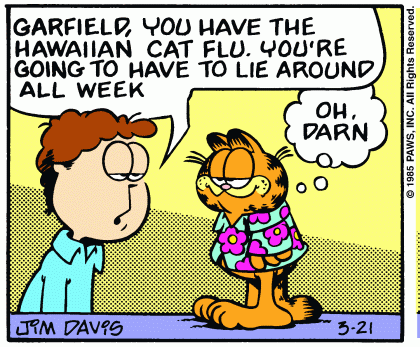 GARFIELD, YOU HAVE THE
HAWAIIAN CAT FLU. YOU'RE
GOING TO HAVE TO LIE AROUND
ALL WEEK
OH,
DARN
© 1985 PAWS, INC. All Rights Reserved.
JIM DAVIS
3-21